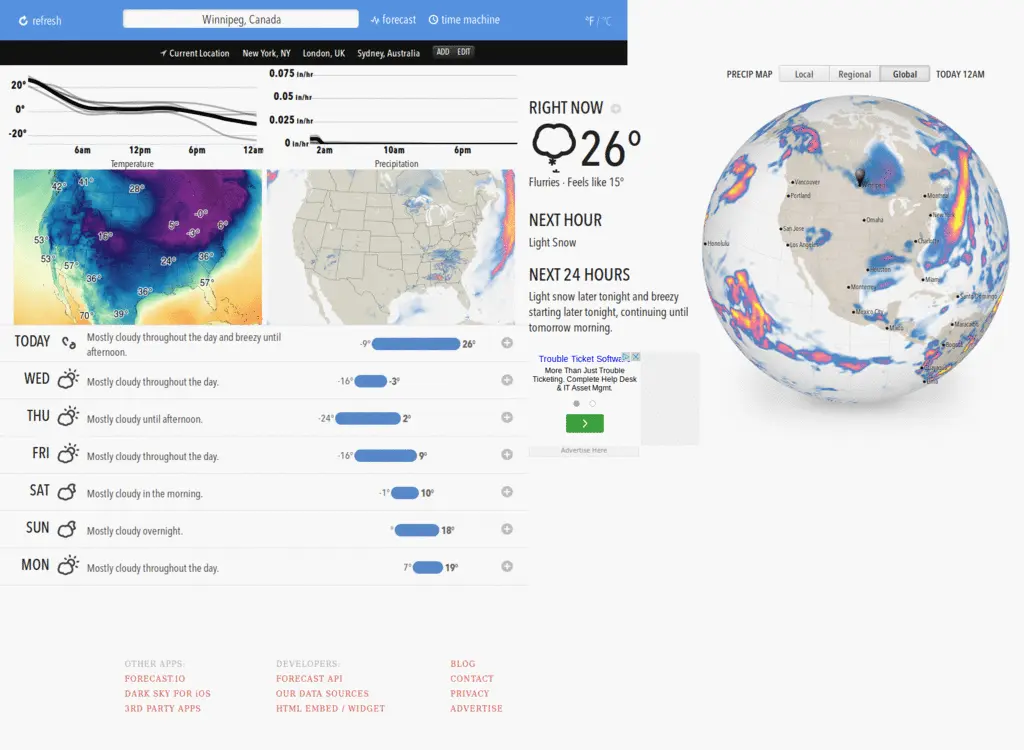 refresh
Winnipeg, Canada
forecast
time machine
°F / °C
Current Location
New York, NY
London, UK
Sydney, Australia
ADD
EDIT
20°
0°
-20°
6am
12pm
6pm
12am
Temperature
0.075 in/hr
0.05 in/hr
0.025 in/hr
0 in/hr
2am
10am
6pm
Precipitation
42°
41°
28°
-0°
5°
-3°
6°
16°
53°
53°
57°
24°
36°
36°
57°
36°
70°
39°
RIGHT NOW
26°
Flurries · Feels like 15°
NEXT HOUR
Light Snow
NEXT 24 HOURS
Light snow later tonight and breezy
starting later tonight, continuing until
tomorrow morning.
Trouble Ticket Softwa
More Than Just Trouble
Ticketing. Complete Help Desk
& IT Asset Mgmt.
Advertise Here
PRECIP MAP
Local
Regional
Global
TODAY 12AM
Vancouver
Portland
San Jose
Los Angeles
Honolulu
Omaha
Houston
Monterrey
Mexico City
Montreal
New York
Charlotte
Miami
Santo Domingo
Managua
Maracaibo
Bogota
Lima
TODAY
Mostly cloudy throughout the day and breezy until
afternoon.
-9°
26°
WED
Mostly cloudy throughout the day.
-16°
-3°
THU
Mostly cloudy until afternoon.
-24°
2°
FRI
Mostly cloudy throughout the day.
-16°
9°
SAT
Mostly cloudy in the morning.
-1°
10°
SUN
Mostly cloudy overnight.
°
18°
MON
Mostly cloudy throughout the day.
7°
19°
OTHER APPS:
FORECAST.IO
DARK SKY FOR iOS
3RD PARTY APPS
DEVELOPERS:
FORECAST API
OUR DATA SOURCES
HTML EMBED / WIDGET
BLOG
CONTACT
PRIVACY
ADVERTISE